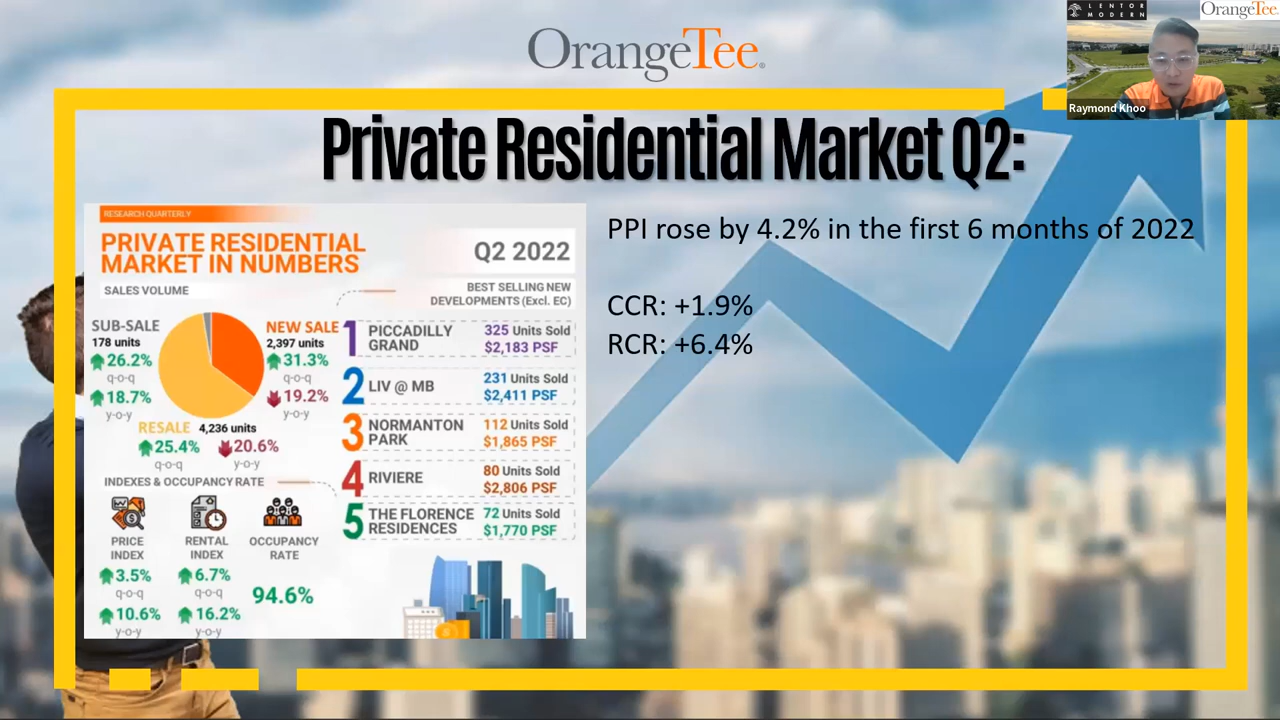 OrangeTee
LENTOR
MODERN
OrangeTee
Raymond Khoo
Private Residential Market Q2:
RESEARCH QUARTERLY
PRIVATE RESIDENTIAL
MARKET IN NUMBERS
Q2 2022
SALES VOLUME
SUB-SALE
178 units
26.2%
q-o-q
18.7%
y-o-y
NEW SALE
2,397 units
31.3%
q-o-q
19.2%
y-o-y
RESALE 4,236 units
25.4%
q-o-q
20.6%
y-o-y
BEST SELLING NEW
DEVELOPMENTS (Excl. EC)
1 PICCADILLY
GRAND
325 Units Sold
$2,183 PSF
2 LIV @ MB
231 Units Sold
$2,411 PSF
3 NORMANTON
PARK
112 Units Sold
$1,865 PSF
4 RIVIERE
80 Units Sold
$2,806 PSF
5 THE FLORENCE
RESIDENCES
72 Units Sold
$1,770 PSF
INDEXES & OCCUPANCY RATE
PRICE
INDEX
3.5%
q-o-q
10.6%
y-o-y
RENTAL
INDEX
6.7%
q-o-q
16.2%
y-o-y
OCCUPANCY
RATE
94.6%
PPI rose by 4.2% in the first 6 months of 2022
CCR: +1.9%
RCR: +6.4%